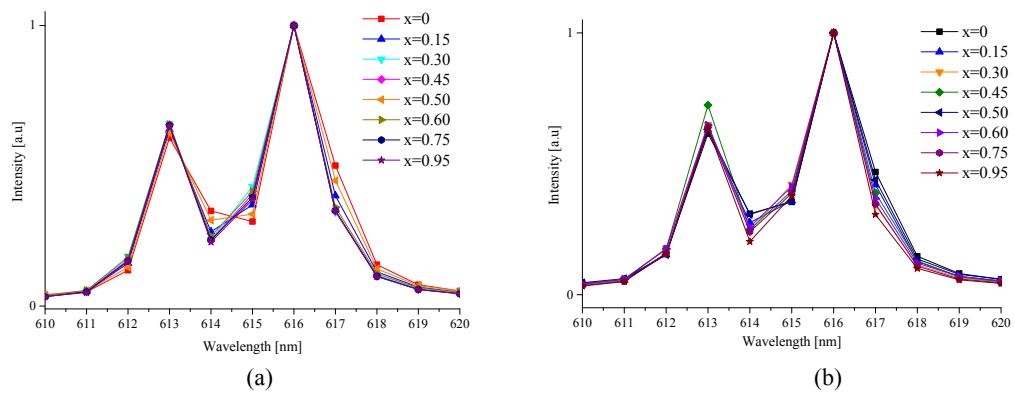 1
0
Intensity [a.u]
610 611 612 613 614 615 616 617 618 619 620
Wavelength [nm]
x=0
x=0.15
x=0.30
x=0.45
x=0.50
x=0.60
x=0.75
x=0.95
(a)
1
0
Intensity [a.u]
610 611 612 613 614 615 616 617 618 619 620
Wavelength [nm]
x=0
x=0.15
x=0.30
x=0.45
x=0.50
x=0.60
x=0.75
x=0.95
(b)